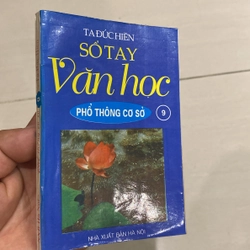 TẠ ĐỨC HIỀN
SỔ TAY
Văn học
PHỔ THÔNG CƠ SỞ
9
NHÀ XUẤT BẢN HÀ NỘI